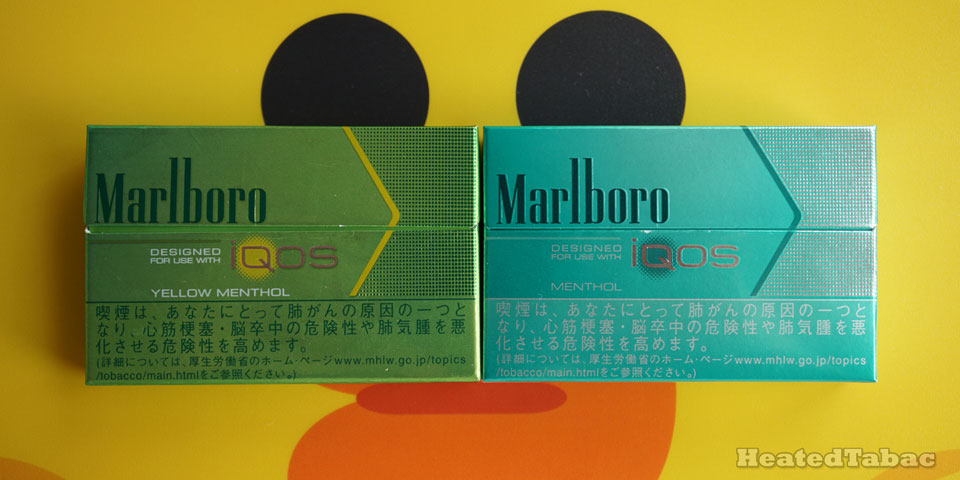 Marlboro
DESIGNED
FOR USE WITH
iQOS
YELLOW MENTHOL
喫煙は、あなたにとって肺がんの原因の一つと
なり、心筋梗塞・脳卒中の危険性や肺気腫を悪
化させる危険性を高めます。
(詳細については、厚生労働省のホーム・ページwww.mhlw.go.jp/topics
/tobacco/main.htmlをご参照ください。)
Marlboro
DESIGNED
FOR USE WITH
iQOS
MENTHOL
喫煙は、あなたにとって肺がんの原因の一つと
なり、心筋梗塞・脳卒中の危険性や肺気腫を悪
化させる危険性を高めます。
(詳細については、厚生労働省のホーム・ページwww.mhlw.go.jp/topics
/tobacco/main.htmlをご参照ください。)
HeatedTabac